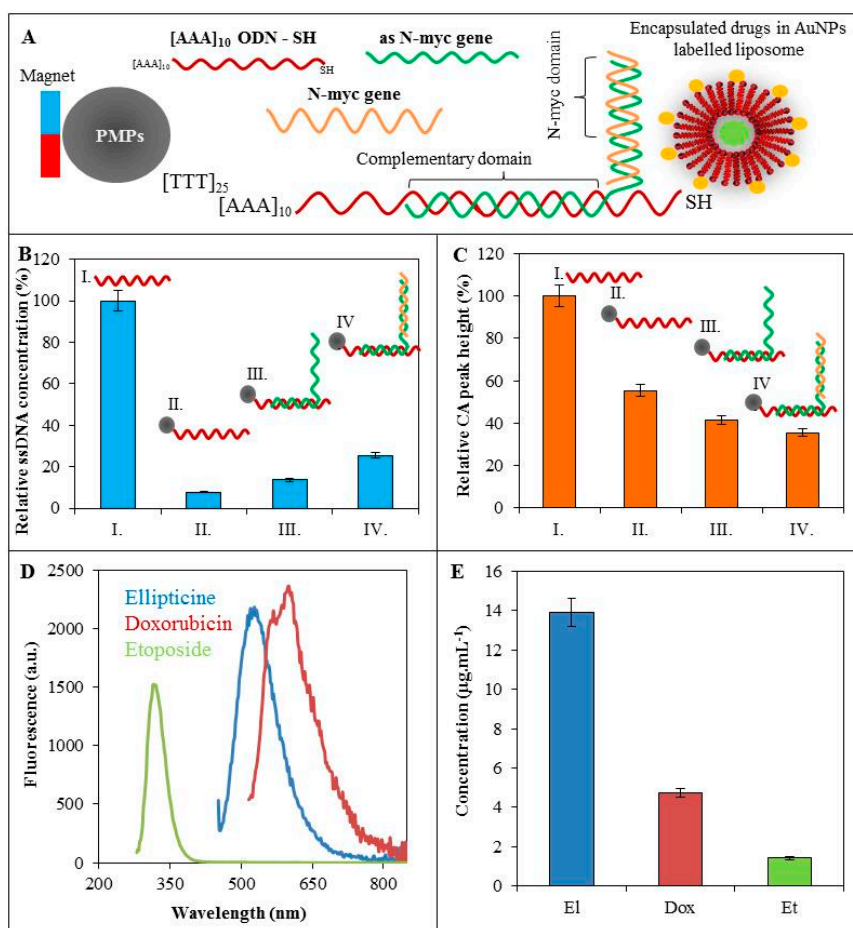 A
[AAA]10 ODN - SH
as N-myc gene
Encapsulated drugs in AuNPs
labelled liposome
[AAA]10
SH
Magnet
N-myc gene
N-myc domain
PMPs
Complementary domain
[TTT]25
[AAA]10
SH
B
Relative ssDNA concentration (%)
120
100
80
60
40
20
0
I.
II.
III.
IV
I.
II.
III.
IV.
C
Relative CA peak height (%)
120
100
80
60
40
20
0
I.
II.
III.
IV
I.
II.
III.
IV.
D
Fluorescence (a.u.)
2500
2000
1500
1000
500
0
Ellipticine
Doxorubicin
Etoposide
200
350
500
650
800
Wavelength (nm)
E
Concentration (µg.mL-1)
16
14
12
10
8
6
4
2
0
El
Dox
Et